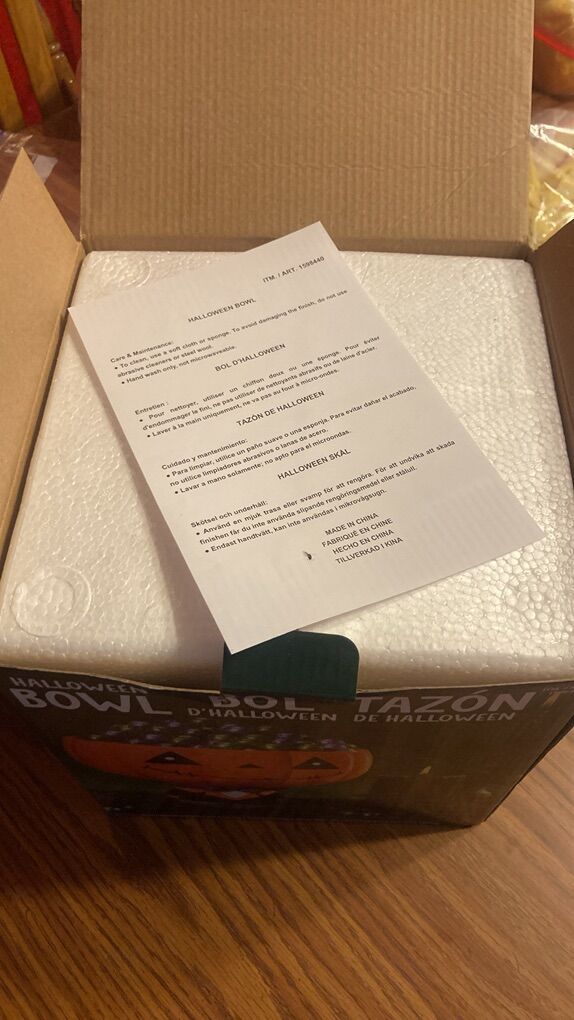 ITM. / ART. 1598440
HALLOWEEN BOWL
Care & Maintenance:
• To clean, use a soft cloth or sponge. To avoid damaging the finish, do not use
abrasive cleaners or steel wool.
• Hand wash only, not microwaveable.
BOL D'HALLOWEEN
Entretien :
• Pour nettoyer, utiliser un chiffon doux ou une éponge. Pour éviter
d'endommager le fini, ne pas utiliser de nettoyants abrasifs ou de laine d'acier.
• Laver à la main uniquement, ne va pas au four à micro-ondes.
TAZÓN DE HALLOWEEN
Cuidado y mantenimiento:
• Para limpiar, utilice un paño suave o una esponja. Para evitar dañar el acabado,
no utilice limpiadores abrasivos o lanas de acero.
• Lavar a mano solamente; no apto para el microondas.
HALLOWEEN SKÅL
Skötsel och underhåll:
• Använd en mjuk trasa eller svamp för att rengöra. För att undvika att skada
finishen får du inte använda slipande rengöringsmedel eller stålull.
• Endast handtvätt, kan inte användas i mikrovågsugn.
MADE IN CHINA
FABRIQUÉ EN CHINE
HECHO EN CHINA
TILLVERKAD I KINA
HALLOWEEN
BOWL
BOL
D'HALLOWEEN
TAZÓN
DE HALLOWEEN